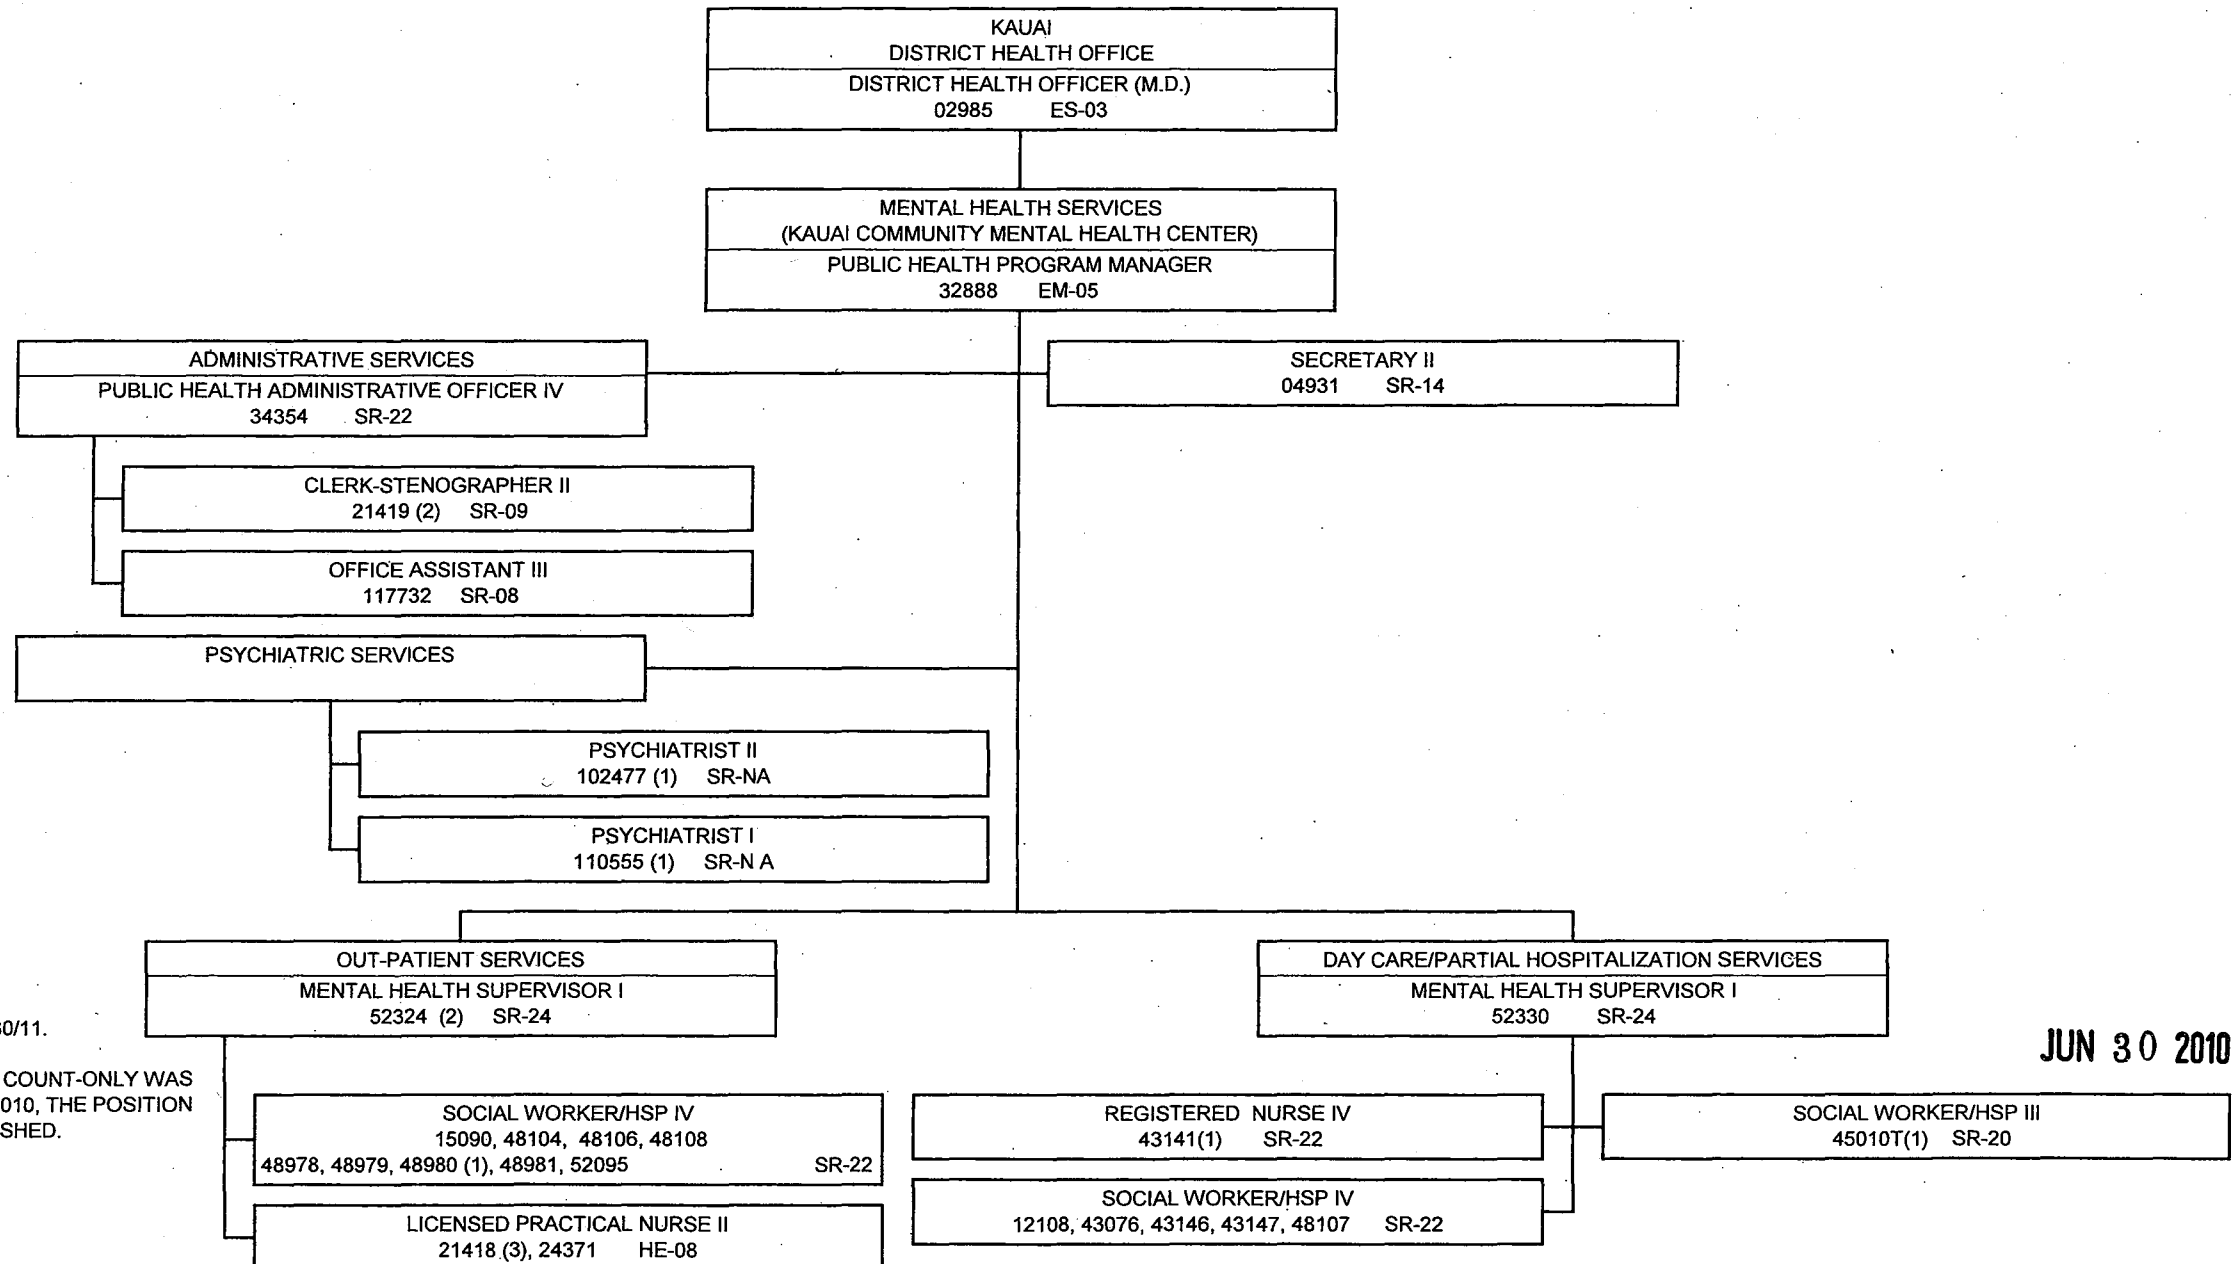 KAUAI
DISTRICT HEALTH OFFICE
DISTRICT HEALTH OFFICER (M.D.)
02985 ES-03
MENTAL HEALTH SERVICES
(KAUAI COMMUNITY MENTAL HEALTH CENTER)
PUBLIC HEALTH PROGRAM MANAGER
32888 EM-05
ADMINISTRATIVE SERVICES
PUBLIC HEALTH ADMINISTRATIVE OFFICER IV
34354 SR-22
SECRETARY II
04931 SR-14
CLERK-STENOGRAPHER II
21419 (2) SR-09
OFFICE ASSISTANT III
117732 SR-08
PSYCHIATRIC SERVICES
PSYCHIATRIST II
102477 (1) SR-NA
PSYCHIATRIST I
110555 (1) SR-N A
OUT-PATIENT SERVICES
MENTAL HEALTH SUPERVISOR I
52324 (2) SR-24
DAY CARE/PARTIAL HOSPITALIZATION SERVICES
MENTAL HEALTH SUPERVISOR I
52330 SR-24
0/11.
COUNT-ONLY WAS
010, THE POSITION
SHED.
JUN 30 2010
SOCIAL WORKER/HSP IV
15090, 48104, 48106, 48108
48978, 48979, 48980 (1), 48981, 52095 SR-22
LICENSED PRACTICAL NURSE II
21418 (3), 24371 HE-08
REGISTERED NURSE IV
43141(1) SR-22
SOCIAL WORKER/HSP III
45010T(1) SR-20
SOCIAL WORKER/HSP IV
12108, 43076, 43146, 43147, 48107 SR-22